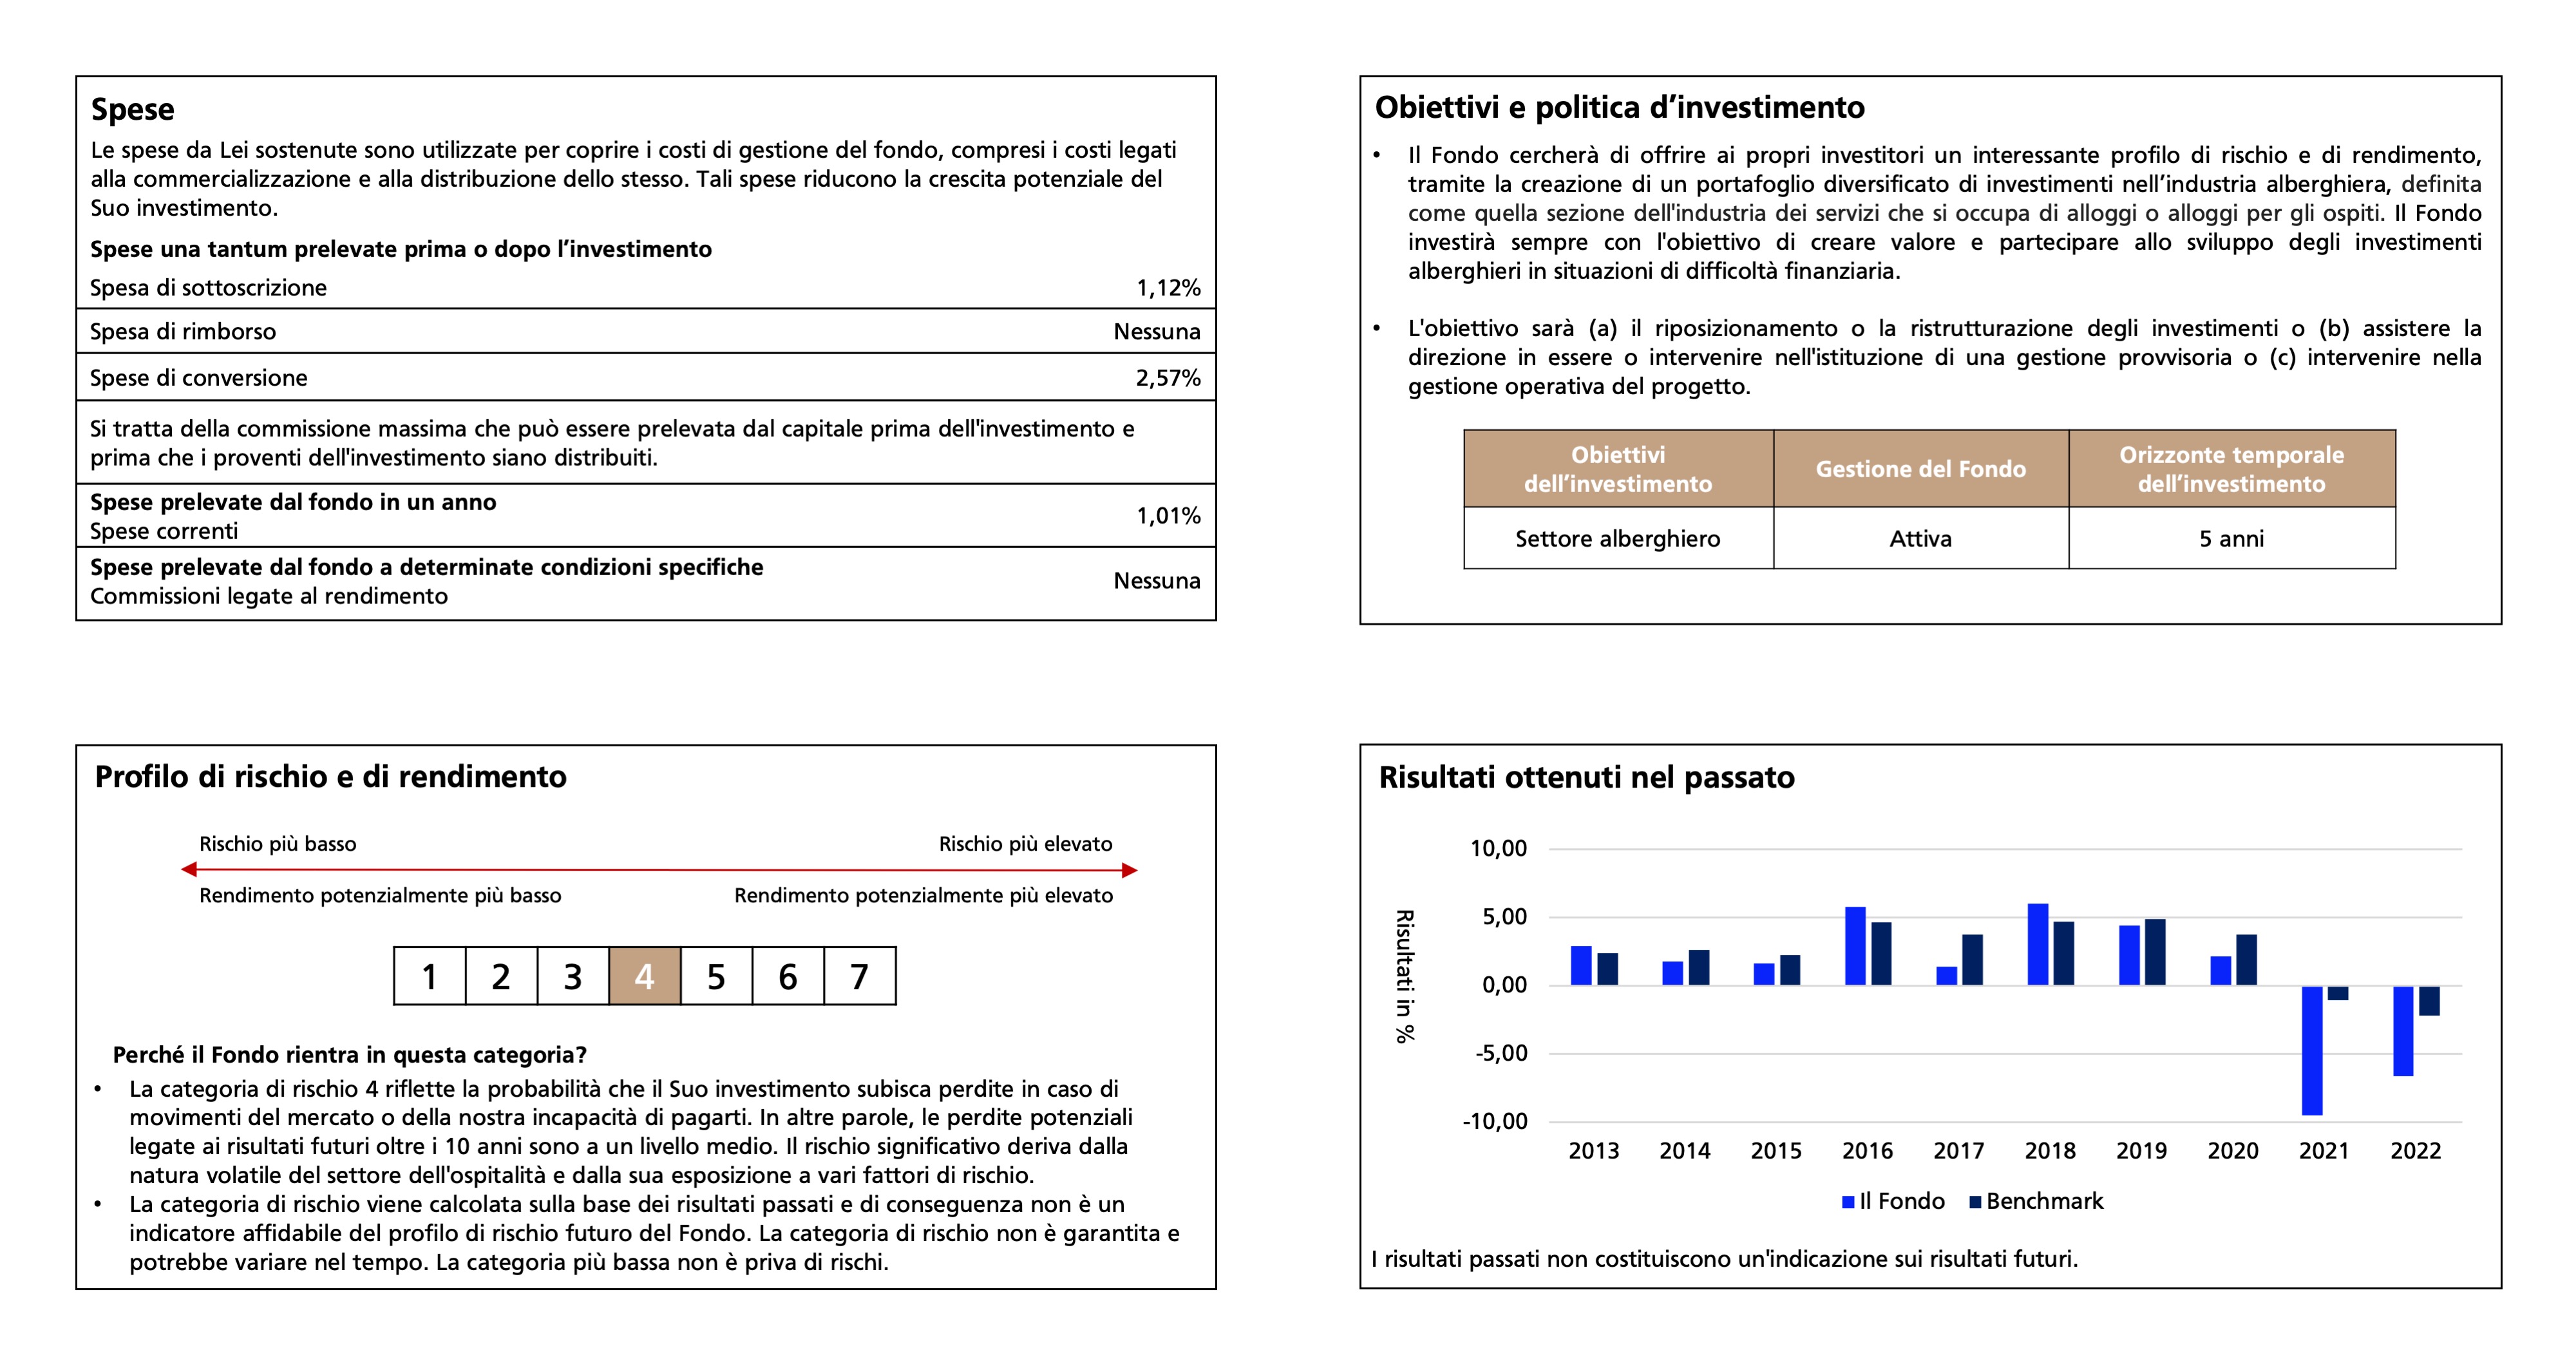 Spese
Le spese da Lei sostenute sono utilizzate per coprire i costi di gestione del fondo, compresi i costi legati
alla commercializzazione e alla distribuzione dello stesso. Tali spese riducono la crescita potenziale del
Suo investimento.
Spese una tantum prelevate prima o dopo l’investimento
Spesa di sottoscrizione 1,12%
Spesa di rimborso Nessuna
Spese di conversione 2,57%
Si tratta della commissione massima che può essere prelevata dal capitale prima dell'investimento e
prima che i proventi dell'investimento siano distribuiti.
Spese prelevate dal fondo in un anno
Spese correnti 1,01%
Spese prelevate dal fondo a determinate condizioni specifiche
Commissioni legate al rendimento Nessuna
Obiettivi e politica d’investimento
• Il Fondo cercherà di offrire ai propri investitori un interessante profilo di rischio e di rendimento,
tramite la creazione di un portafoglio diversificato di investimenti nell’industria alberghiera, definita
come quella sezione dell'industria dei servizi che si occupa di alloggi o alloggi per gli ospiti. Il Fondo
investirà sempre con l'obiettivo di creare valore e partecipare allo sviluppo degli investimenti
alberghieri in situazioni di difficoltà finanziaria.
• L'obiettivo sarà (a) il riposizionamento o la ristrutturazione degli investimenti o (b) assistere la
direzione in essere o intervenire nell'istituzione di una gestione provvisoria o (c) intervenire nella
gestione operativa del progetto.
Obiettivi
dell’investimento
Gestione del Fondo
Orizzonte temporale
dell’investimento
Settore alberghiero Attiva 5 anni
Profilo di rischio e di rendimento
Rischio più basso Rischio più elevato
Rendimento potenzialmente più basso Rendimento potenzialmente più elevato
1 2 3 4 5 6 7
Perché il Fondo rientra in questa categoria?
• La categoria di rischio 4 riflette la probabilità che il Suo investimento subisca perdite in caso di
movimenti del mercato o della nostra incapacità di pagarti. In altre parole, le perdite potenziali
legate ai risultati futuri oltre i 10 anni sono a un livello medio. Il rischio significativo deriva dalla
natura volatile del settore dell'ospitalità e dalla sua esposizione a vari fattori di rischio.
• La categoria di rischio viene calcolata sulla base dei risultati passati e di conseguenza non è un
indicatore affidabile del profilo di rischio futuro del Fondo. La categoria di rischio non è garantita e
potrebbe variare nel tempo. La categoria più bassa non è priva di rischi.
Risultati ottenuti nel passato
Risultati in %
10,00
5,00
0,00
-5,00
-10,00
2013 2014 2015 2016 2017 2018 2019 2020 2021 2022
Il Fondo Benchmark
I risultati passati non costituiscono un'indicazione sui risultati futuri.